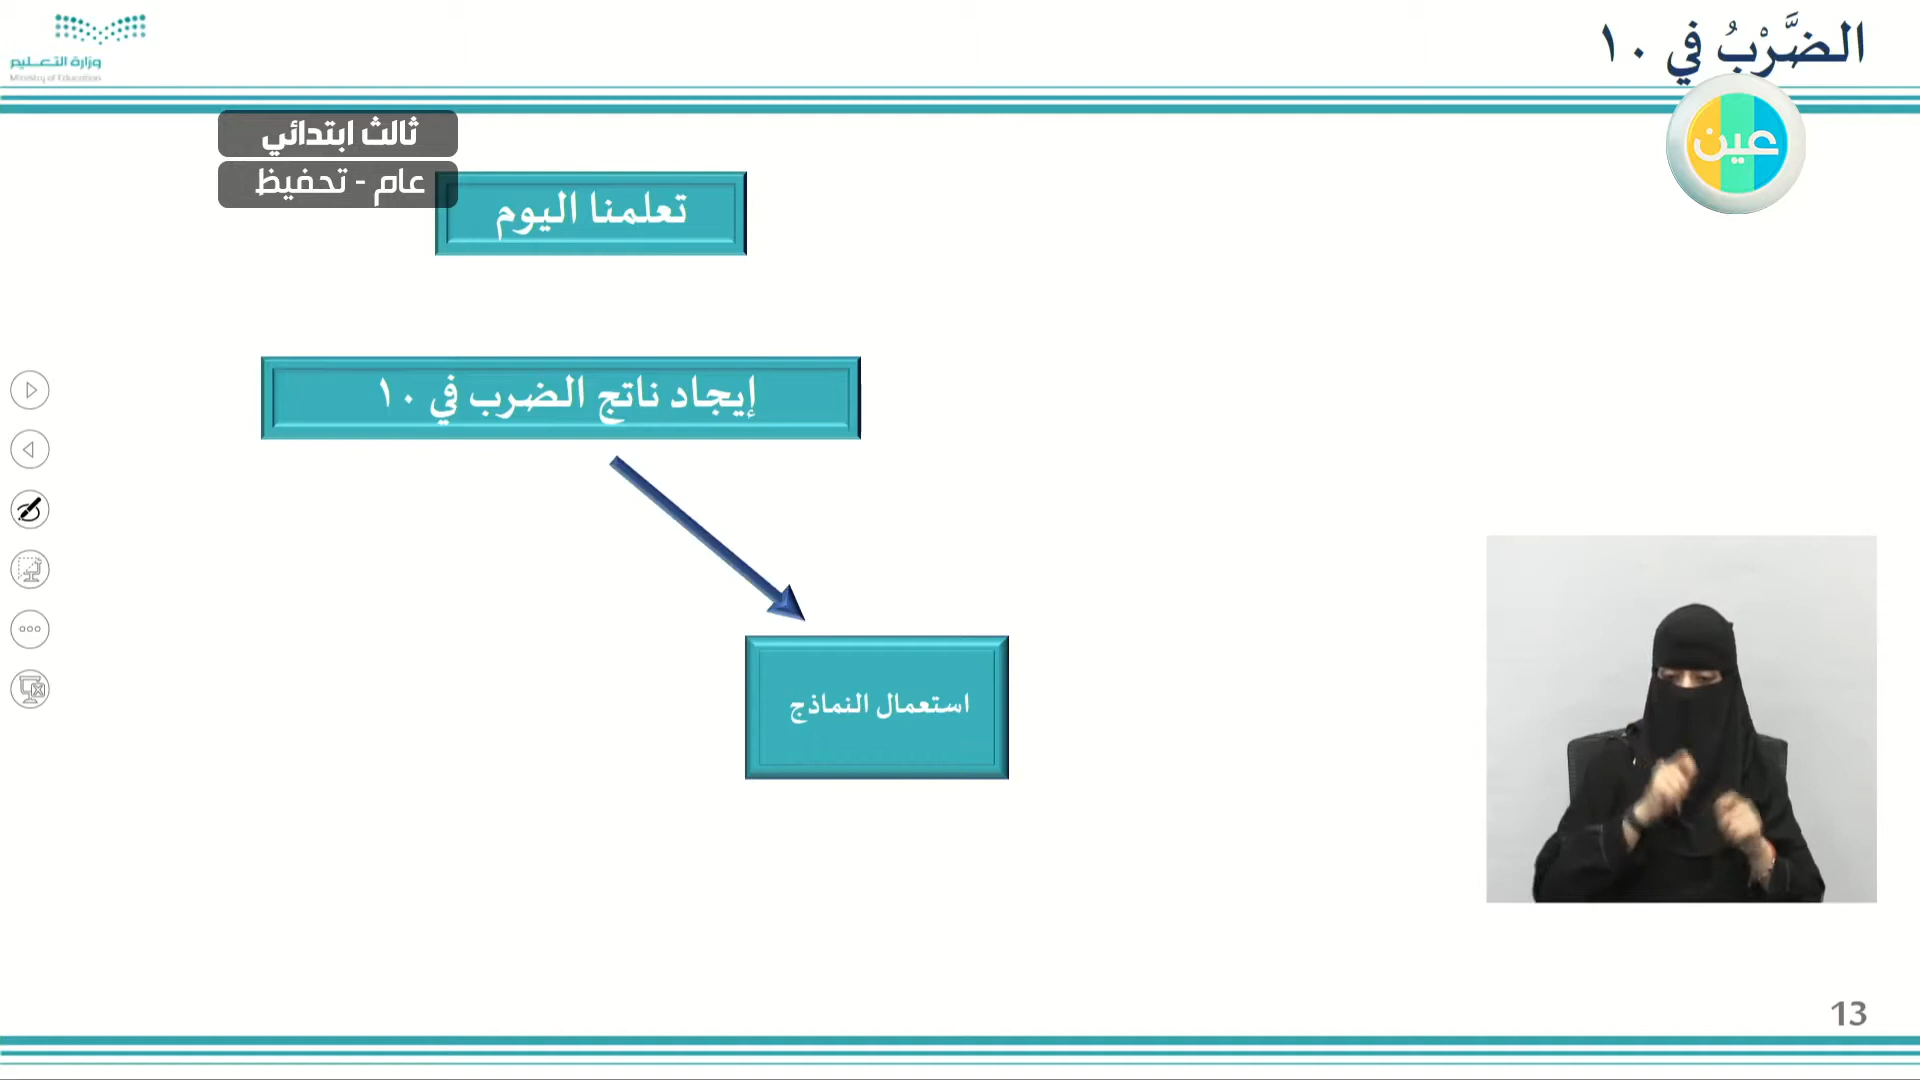 الضَّرْبُ في ١٠
وزارة التعليم
Ministry of Education
عين
ثالث ابتدائي
عام - تحفيظ
تعلمنا اليوم
إيجاد ناتج الضرب في ١٠
استعمال النماذج
13